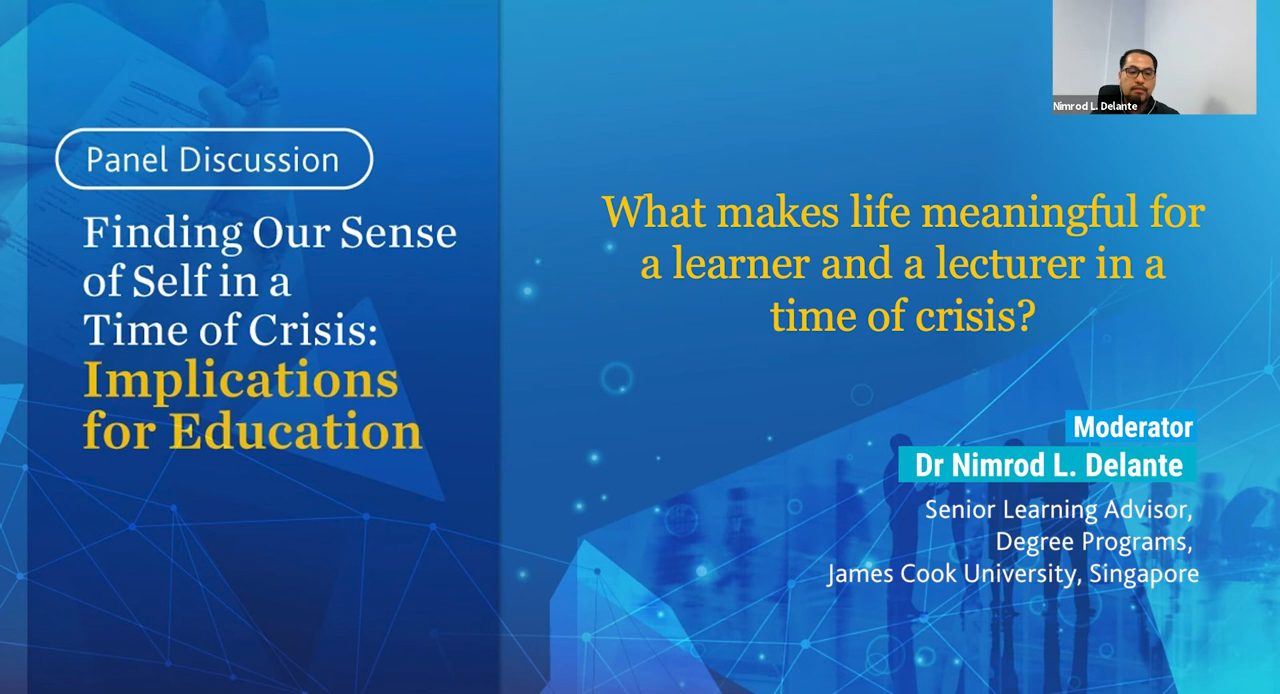 Panel Discussion
Finding Our Sense
of Self in a
Time of Crisis:
Implications
for Education
Nimrod L. Delante
What makes life meaningful for
a learner and a lecturer in a
time of crisis?
Moderator
Dr Nimrod L. Delante
Senior Learning Advisor,
Degree Programs,
James Cook University, Singapore